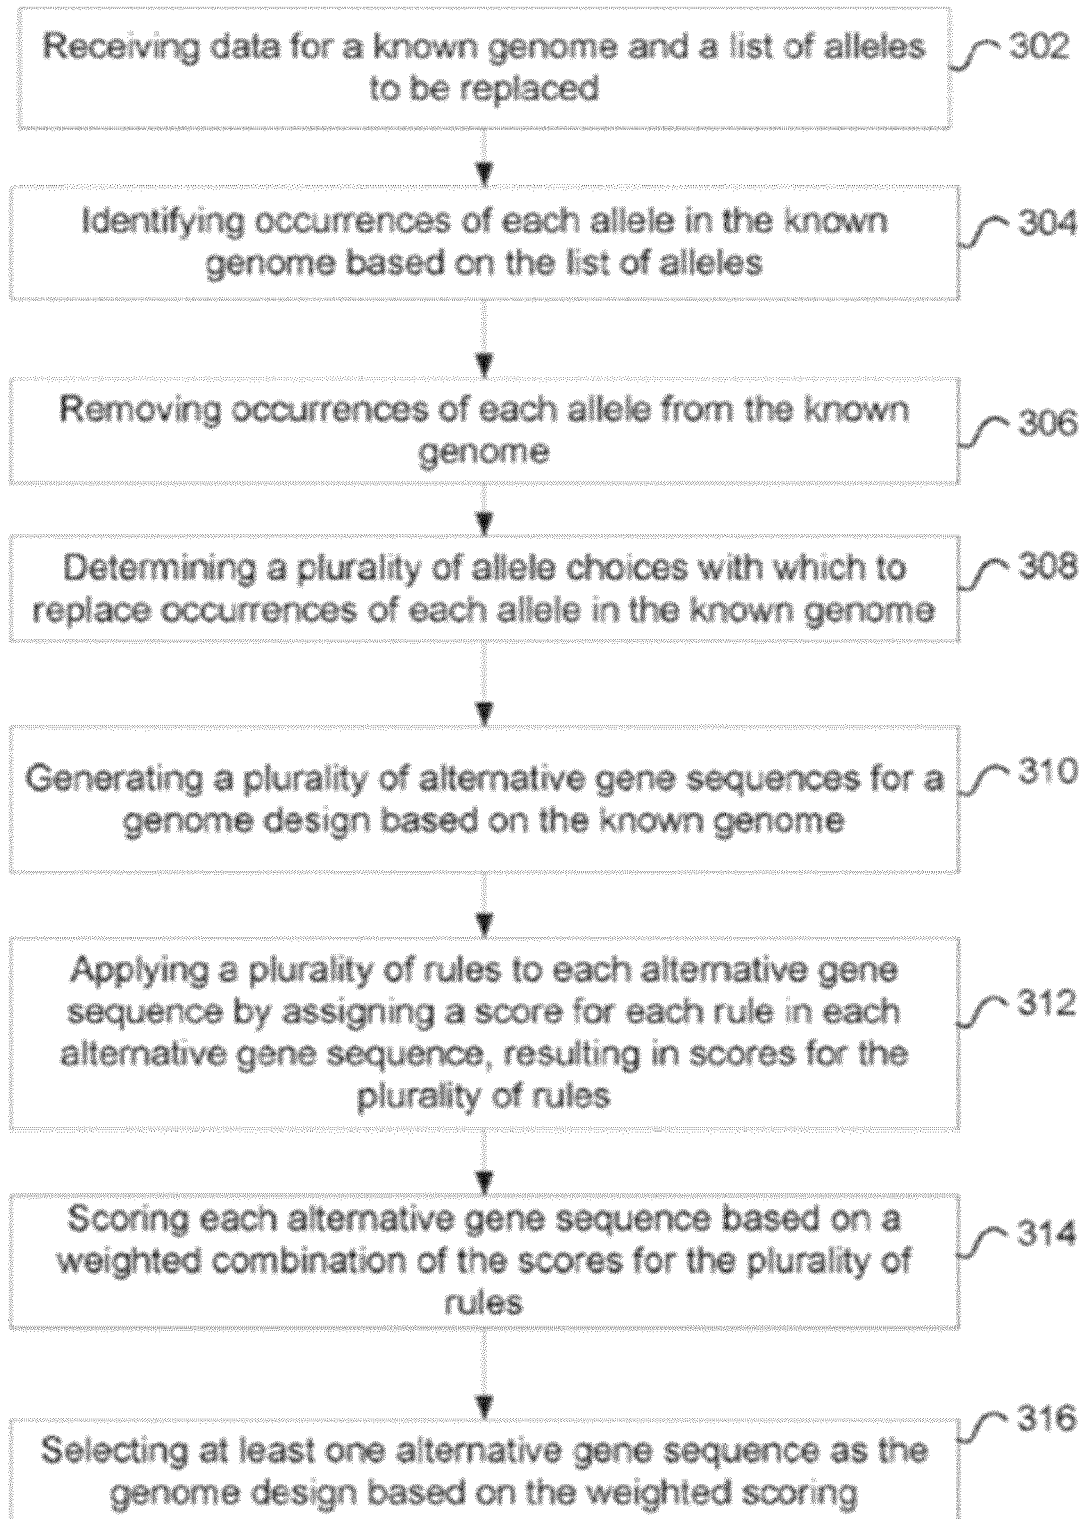 Receiving data for a known genome and a list of alleles
to be replaced
302
Identifying occurrences of each allele in the known
genome based on the list of alleles
304
Removing occurrences of each allele from the known
genome
306
Determining a plurality of allele choices with which to
replace occurrences of each allele in the known genome
308
Generating a plurality of alternative gene sequences for a
genome design based on the known genome
310
Applying a plurality of rules to each alternative gene
sequence by assigning a score for each rule in each
alternative gene sequence, resulting in scores for the
plurality of rules
312
Scoring each alternative gene sequence based on a
weighted combination of the scores for the plurality of
rules
314
Selecting at least one alternative gene sequence as the
genome design based on the weighted scoring
316